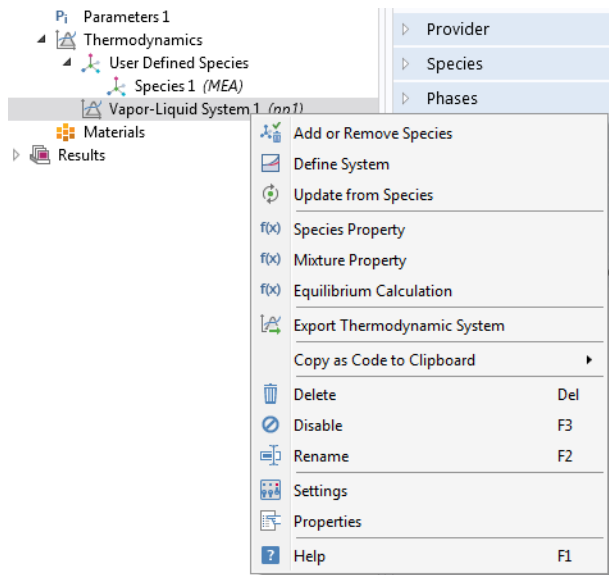 Pi Parameters 1
Thermodynamics
User Defined Species
Species 1 (MEA)
Vapor-Liquid System 1 (pp1)
Materials
Results
Provider
Species
Phases
Add or Remove Species
Define System
Update from Species
f(x) Species Property
f(x) Mixture Property
f(x) Equilibrium Calculation
Export Thermodynamic System
Copy as Code to Clipboard
Delete Del
Disable F3
Rename F2
Settings
Properties
? Help F1